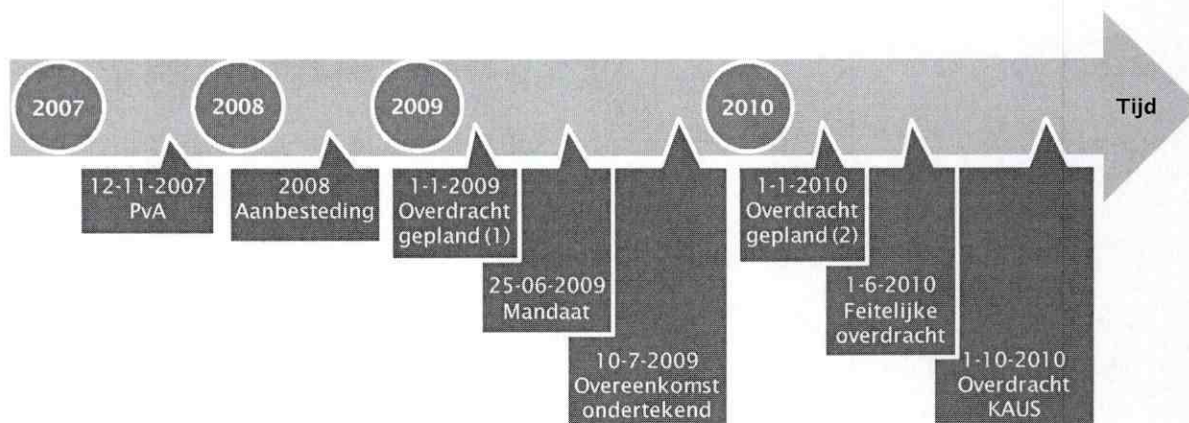 2007
2008
2009
2010
Tijd
12-11-2007
PvA
2008
Aanbesteding
1-1-2009
Overdracht
gepland (1)
25-06-2009
Mandaat
10-7-2009
Overeenkomst
ondertekend
1-1-2010
Overdracht
gepland (2)
1-6-2010
Feitelijke
overdracht
1-10-2010
Overdracht
KAUS